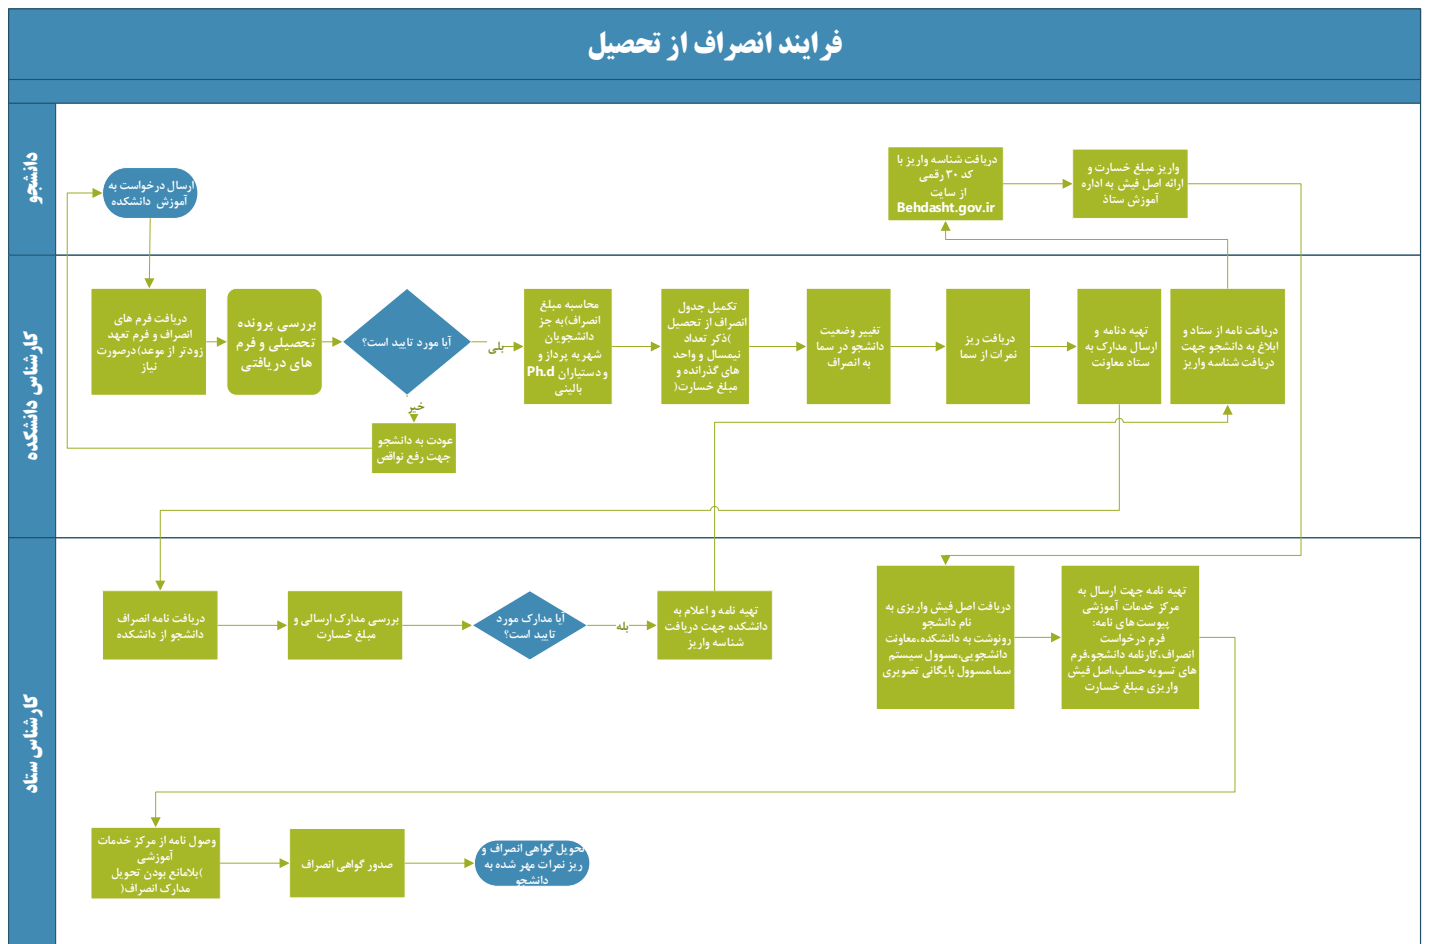 فرایند انصراف از تحصیل
دانشجو
ارسال درخواست به
آموزش دانشکده
دریافت شناسه واریز با
کد ۳۰ رقمی
از سایت
Behdasht.gov.ir
واریز مبلغ خسارت و
ارائه اصل فیش به اداره
آموزش ستاذ
کارشناس دانشکده
دریافت فرم های
انصراف و فرم تعهد
زودتر از موعد)درصورت
نیاز
بررسی پرونده
تحصیلی و فرم
های دریافتی
آیا مورد تایید است؟
بلی
خیر
عودت به دانشجو
جهت رفع نواقص
محاسبه مبلغ
انصراف)به جز
دانشجویان
شهریه پرداز و
و دستیاران Ph.d
بالینی
تکمیل جدول
انصراف از تحصیل
)ذکر تعداد
نیمسال و واحد
های گذرانده و
مبلغ خسارت(
تغییر وضعیت
دانشجو در سما
به انصراف
دریافت ریز
نمرات از سما
تهیه دنامه و
ارسال مدارک به
ستاد معاونت
دریافت نامه از ستاد و
ابلاغ به دانشجو جهت
دریافت شناسه واریز
کارشناس ستاد
دریافت نامه انصراف
دانشجو از دانشکده
بررسی مدارک ارسالی و
مبلغ خسارت
آیا مدارک مورد
تایید است؟
بله
تهیه نامه و اعلام به
دانشکده جهت دریافت
شناسه واریز
دریافت اصل فیش واریزی به
نام دانشجو
رونوشت به دانشکده،معاونت
دانشجویی،مسوول سیستم
سما،مسوول بایگانی تصویری
تهیه نامه جهت ارسال به
مرکز خدمات آموزشی
پیوست های نامه:
فرم درخواست
انصراف،کارنامه دانشجو،فرم
های تسویه حساب،اصل فیش
واریزی مبلغ خسارت
وصول نامه از مرکز خدمات
آموزشی
)بلامانع بودن تحویل
مدارک انصراف(
صدور گواهی انصراف
تحویل گواهی انصراف و
ریز نمرات مهر شده به
دانشجو